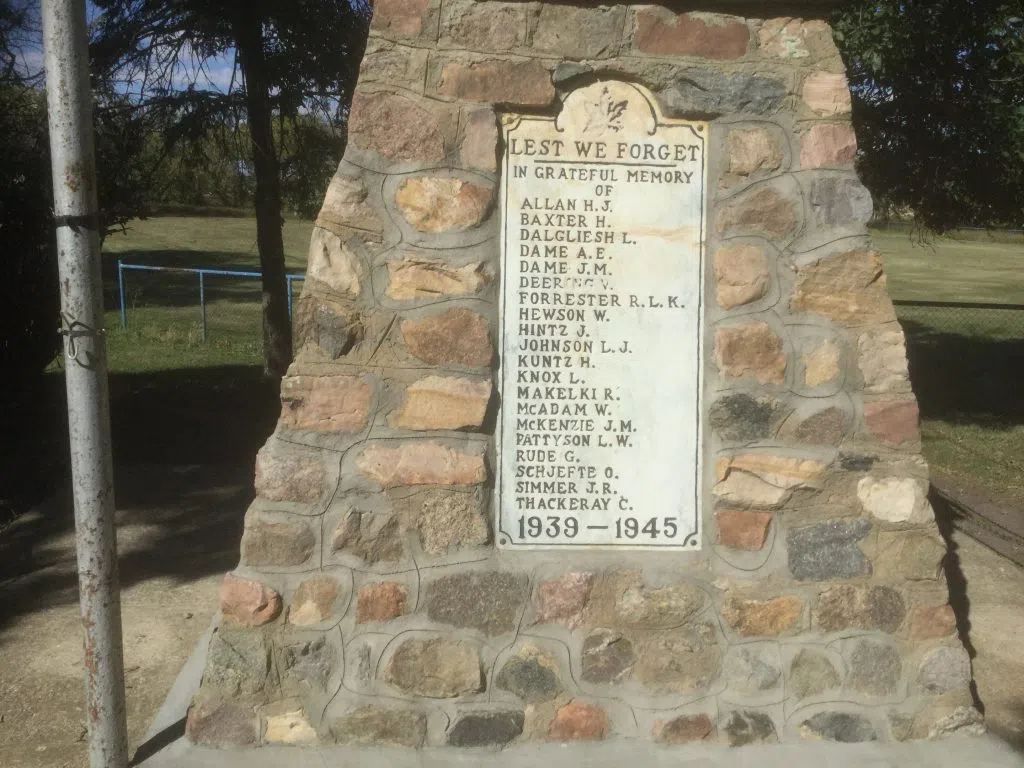 LEST WE FORGET
IN GRATEFUL MEMORY
OF
ALLAN H.J.
BAXTER H.
DALGLIESH L.
DAME A.E.
DAME J.M.
DEERING V.
FORRESTER R.L.K.
HEWSON W.
HINTZ J.
JOHNSON L.J.
KUNTZ H.
KNOX L.
MAKELKI R.
McADAM W.
McKENZIE J.M.
PATTYSON L.W.
RUDE G.
SCHJEFTE O.
SIMMER J.R.
THACKERAY C.
1939 — 1945